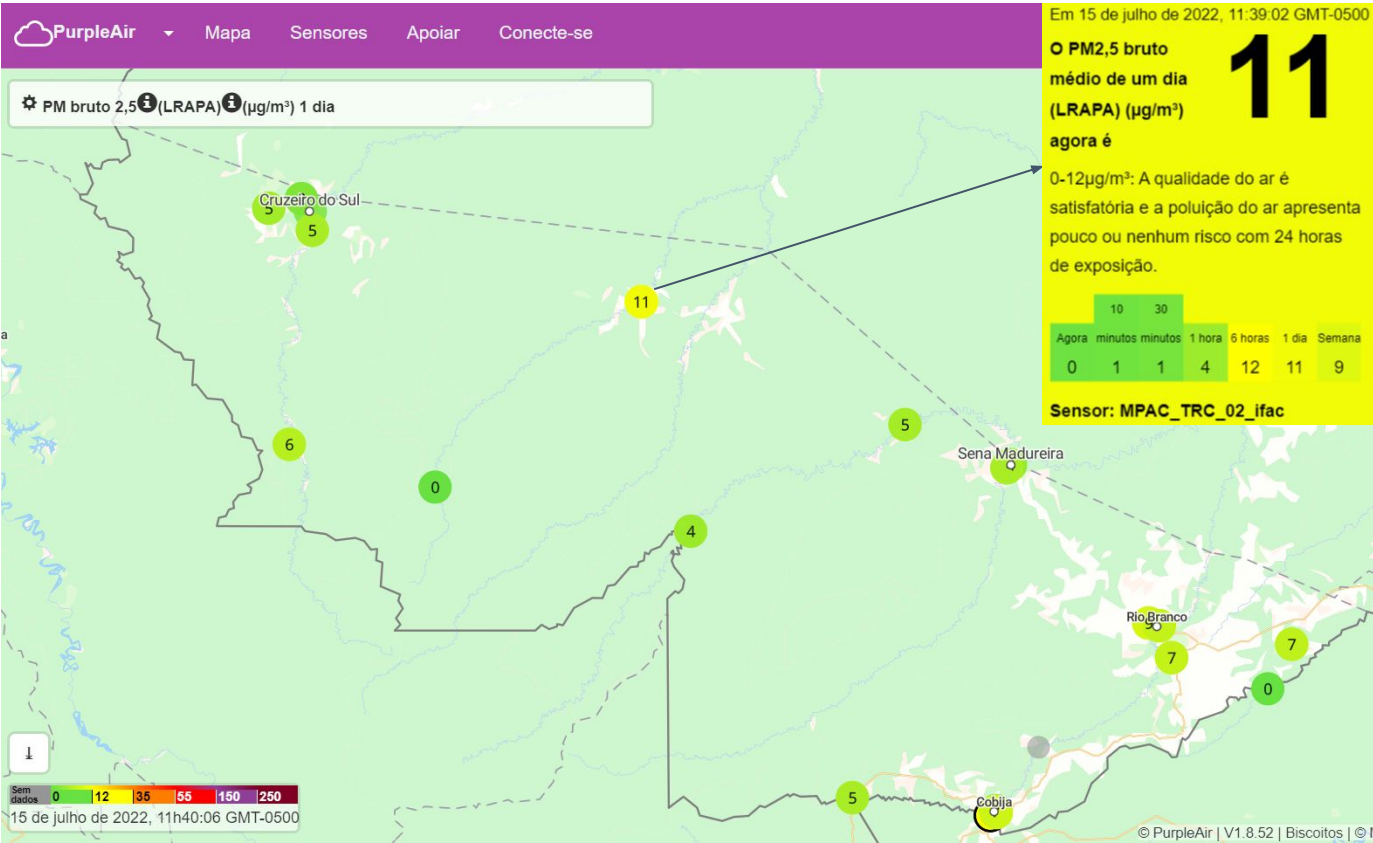 PurpleAir
Mapa
Sensores
Apoiar
Conecte-se
Em 15 de julho de 2022, 11:39:02 GMT-0500
O PM2,5 bruto
médio de um dia
(LRAPA) (µg/m³)
agora é
11
0-12µg/m³: A qualidade do ar é
satisfatória e a poluição do ar apresenta
pouco ou nenhum risco com 24 horas
de exposição.
10 30
Agora minutos minutos 1 hora 6 horas 1 dia Semana
0 1 1 4 12 11 9
Sensor: MPAC_TRC_02_ifac
PM bruto 2,5 (LRAPA) (µg/m³) 1 dia
Cruzeiro do Sul
5
5
11
a
5
6
Sena Madureira
0
4
Rio Branco
9
7
7
0
5
Cobija
Sem dados 0 12 35 55 150 250
15 de julho de 2022, 11h40:06 GMT-0500
© PurpleAir | V1.8.52 | Biscoitos | ©